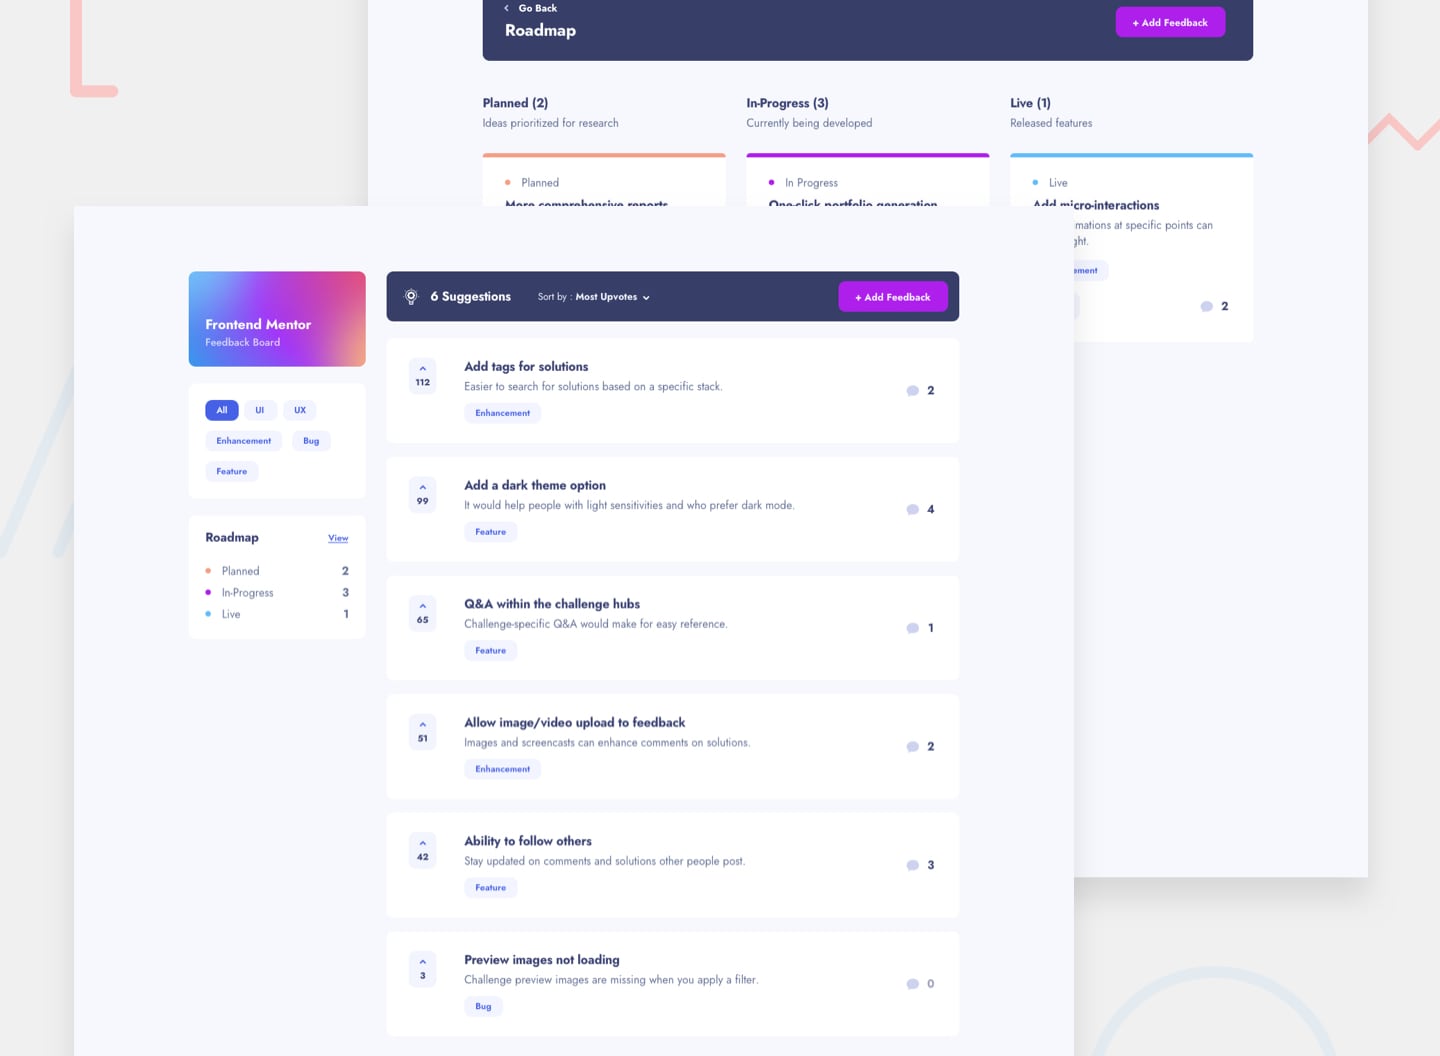 Go Back
Roadmap
+ Add Feedback
Planned (2)
Ideas prioritized for research
In-Progress (3)
Currently being developed
Live (1)
Released features
Planned
More comprehensive reports
In Progress
One-click portfolio generation
Live
Add micro-interactions
mations at specific points can
ght.
ement
2
Frontend Mentor
Feedback Board
All
UI
UX
Enhancement
Bug
Feature
Roadmap
View
Planned 2
In-Progress 3
Live 1
6 Suggestions
Sort by : Most Upvotes
+ Add Feedback
112
Add tags for solutions
Easier to search for solutions based on a specific stack.
Enhancement
2
99
Add a dark theme option
It would help people with light sensitivities and who prefer dark mode.
Feature
4
65
Q&A within the challenge hubs
Challenge-specific Q&A would make for easy reference.
Feature
1
51
Allow image/video upload to feedback
Images and screencasts can enhance comments on solutions.
Enhancement
2
42
Ability to follow others
Stay updated on comments and solutions other people post.
Feature
3
3
Preview images not loading
Challenge preview images are missing when you apply a filter.
Bug
0